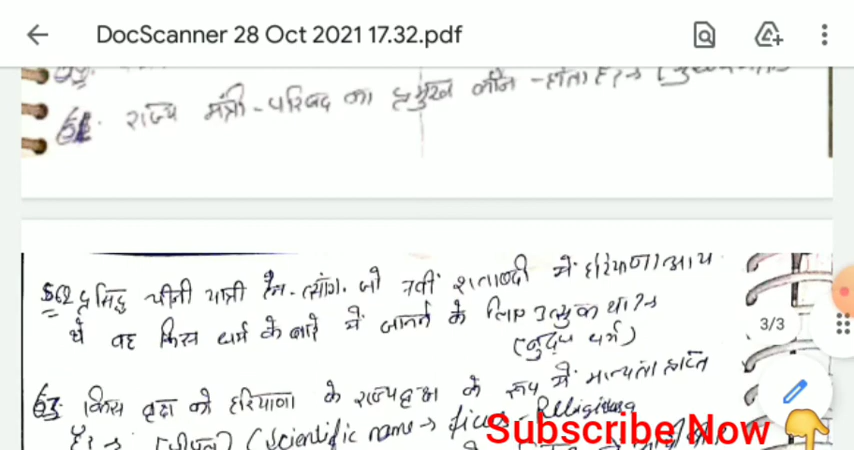 DocScanner 28 Oct 2021 17.32.pdf
61. राज्य मंत्री-परिषद का प्रमुख कौन होता है? →
62 प्रसिद्ध चीनी यात्री हेन-त्सांग. जो 7वीं शताब्दी में हरियाणा आय
थे वह किस धर्म के बारे में जानने के लिए उत्सुक था? →
(बुद्ध धर्म)
3/3
63. किस वृक्ष को हरियाणा के राज्यवृक्ष के रूप में मान्यता प्राप्त
है? → (पीपल) (Scientific name → ficus- Religiosa
Subscribe Now